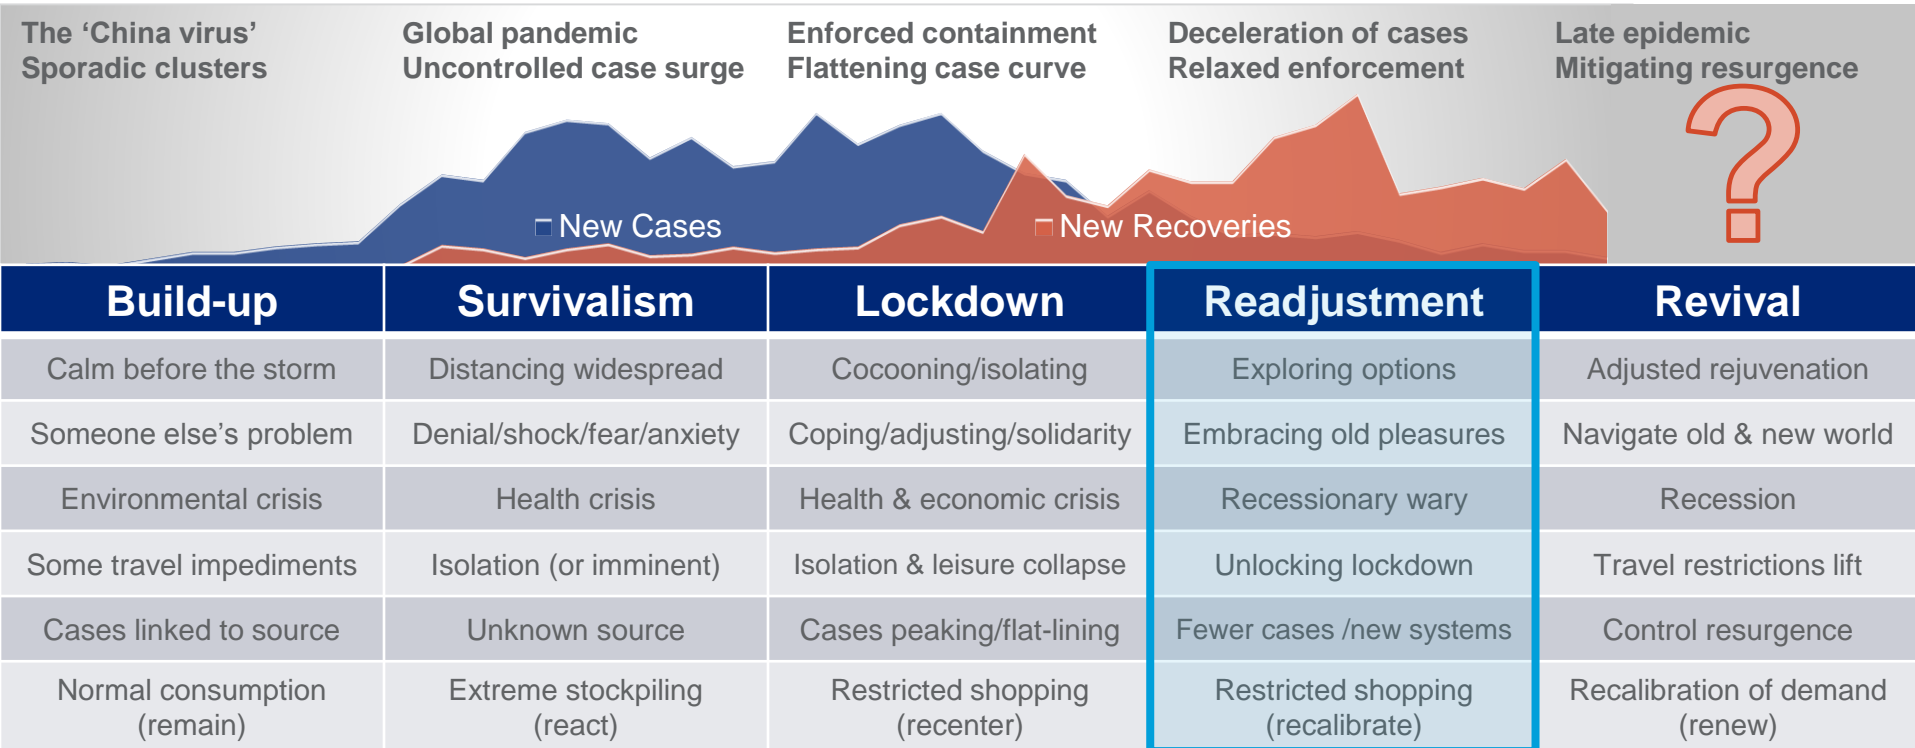 The ‘China virus’
Sporadic clusters
Global pandemic
Uncontrolled case surge
Enforced containment
Flattening case curve
Deceleration of cases
Relaxed enforcement
Late epidemic
Mitigating resurgence
?
New Cases
New Recoveries
Build-up
Survivalism
Lockdown
Readjustment
Revival
Calm before the storm
Distancing widespread
Cocooning/isolating
Exploring options
Adjusted rejuvenation
Someone else’s problem
Denial/shock/fear/anxiety
Coping/adjusting/solidarity
Embracing old pleasures
Navigate old & new world
Environmental crisis
Health crisis
Health & economic crisis
Recessionary wary
Recession
Some travel impediments
Isolation (or imminent)
Isolation & leisure collapse
Unlocking lockdown
Travel restrictions lift
Cases linked to source
Unknown source
Cases peaking/flat-lining
Fewer cases /new systems
Control resurgence
Normal consumption
(remain)
Extreme stockpiling
(react)
Restricted shopping
(recenter)
Restricted shopping
(recalibrate)
Recalibration of demand
(renew)